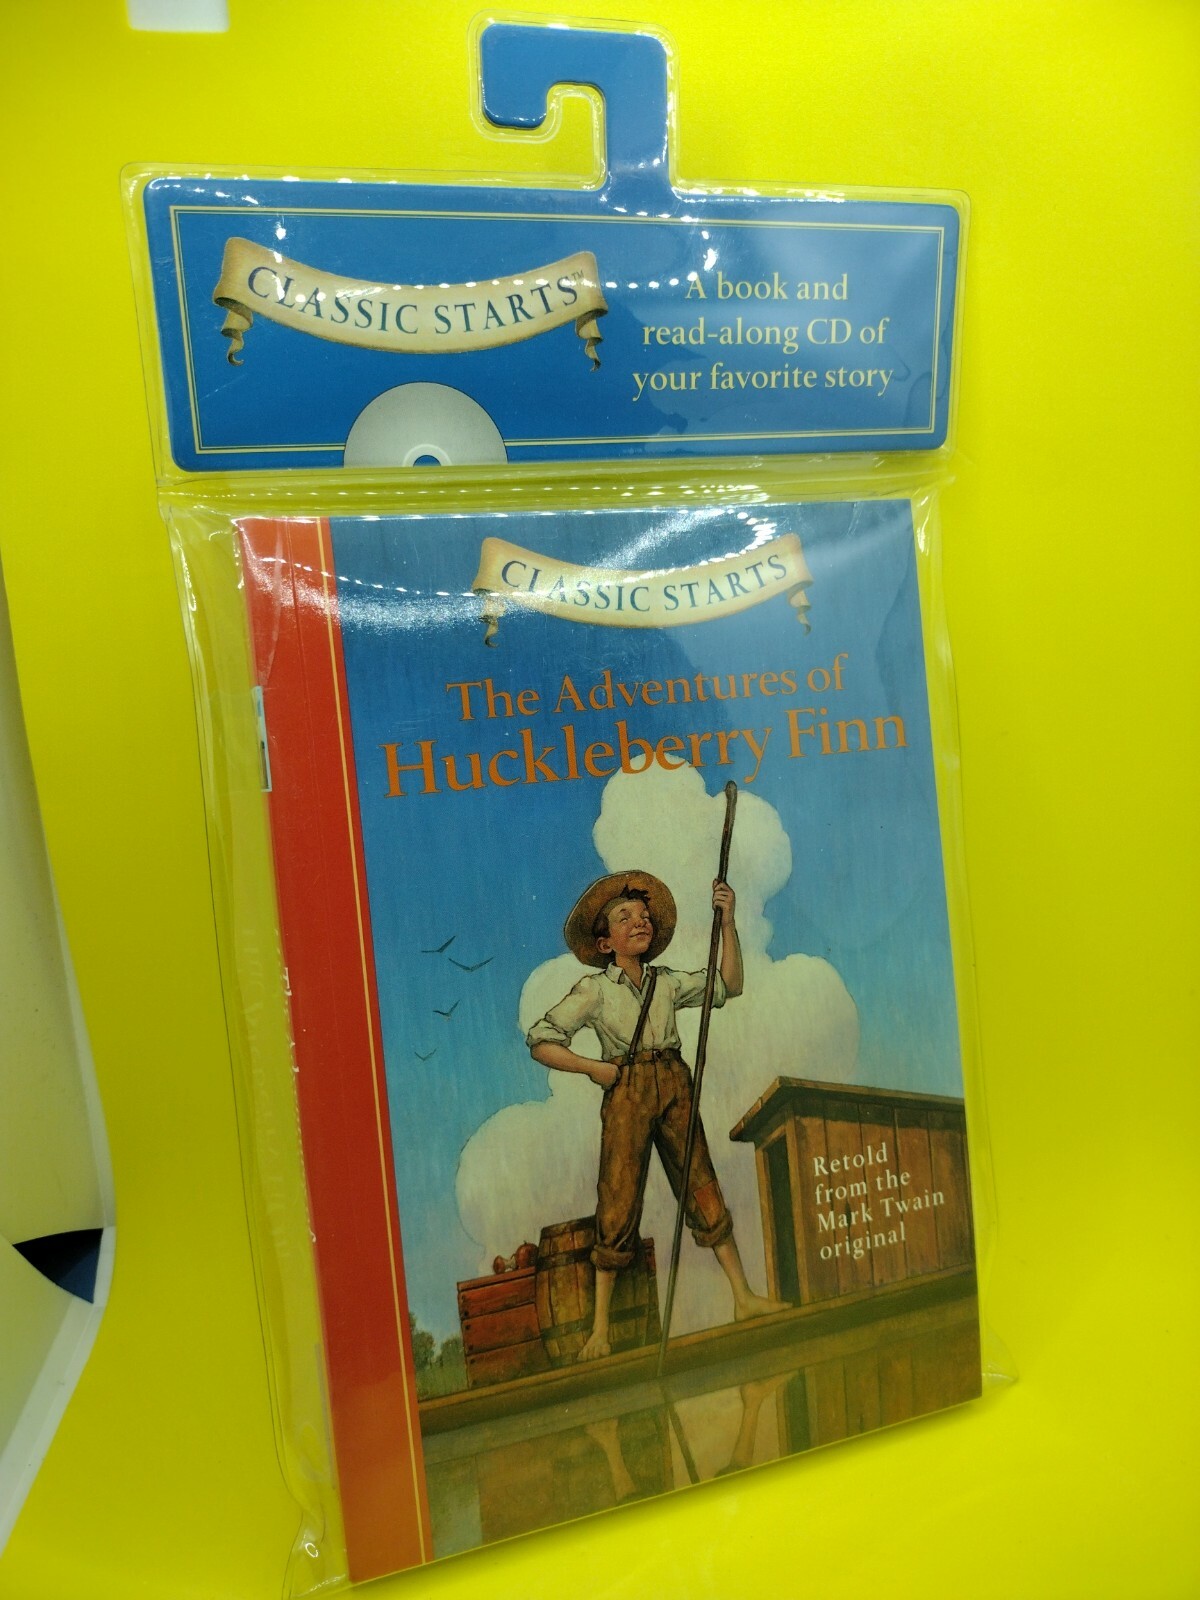 CLASSIC STARTS™
A book and
read-along CD of
your favorite story
CLASSIC STARTS
The Adventures of
Huckleberry Finn
Retold
from the
Mark Twain
original